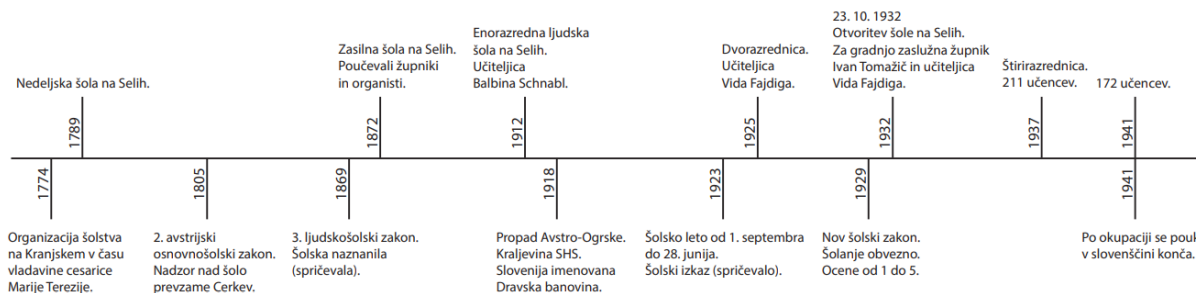 Nedeljska šola na Selih.
1789
Zasilna šola na Selih.
Poučevali župniki
in organisti.
1872
Enorazredna ljudska
šola na Selih.
Učiteljica
Balbina Schnabl.
1912
Dvorazrednica.
Učiteljica
Vida Fajdiga.
1925
23. 10. 1932
Otvoritev šole na Selih.
Za gradnjo zaslužna župnik
Ivan Tomažič in učiteljica
Vida Fajdiga.
1932
Štirirazrednica.
211 učencev.
1937
172 učencev.
1941
1774
Organizacija šolstva
na Kranjskem v času
vladavine cesarice
Marije Terezije.
1805
2. avstrijski
osnovnošolski zakon.
Nadzor nad šolo
prevzame Cerkev.
1869
3. ljudskošolski zakon.
Šolska naznanila
(spričevala).
1918
Propad Avstro-Ogrske.
Kraljevina SHS.
Slovenija imenovana
Dravska banovina.
1923
Šolsko leto od 1. septembra
do 28. junija.
Šolski izkaz (spričevalo).
1929
Nov šolski zakon.
Šolanje obvezno.
Ocene od 1 do 5.
1941
Po okupaciji se pouk
v slovenščini konča.